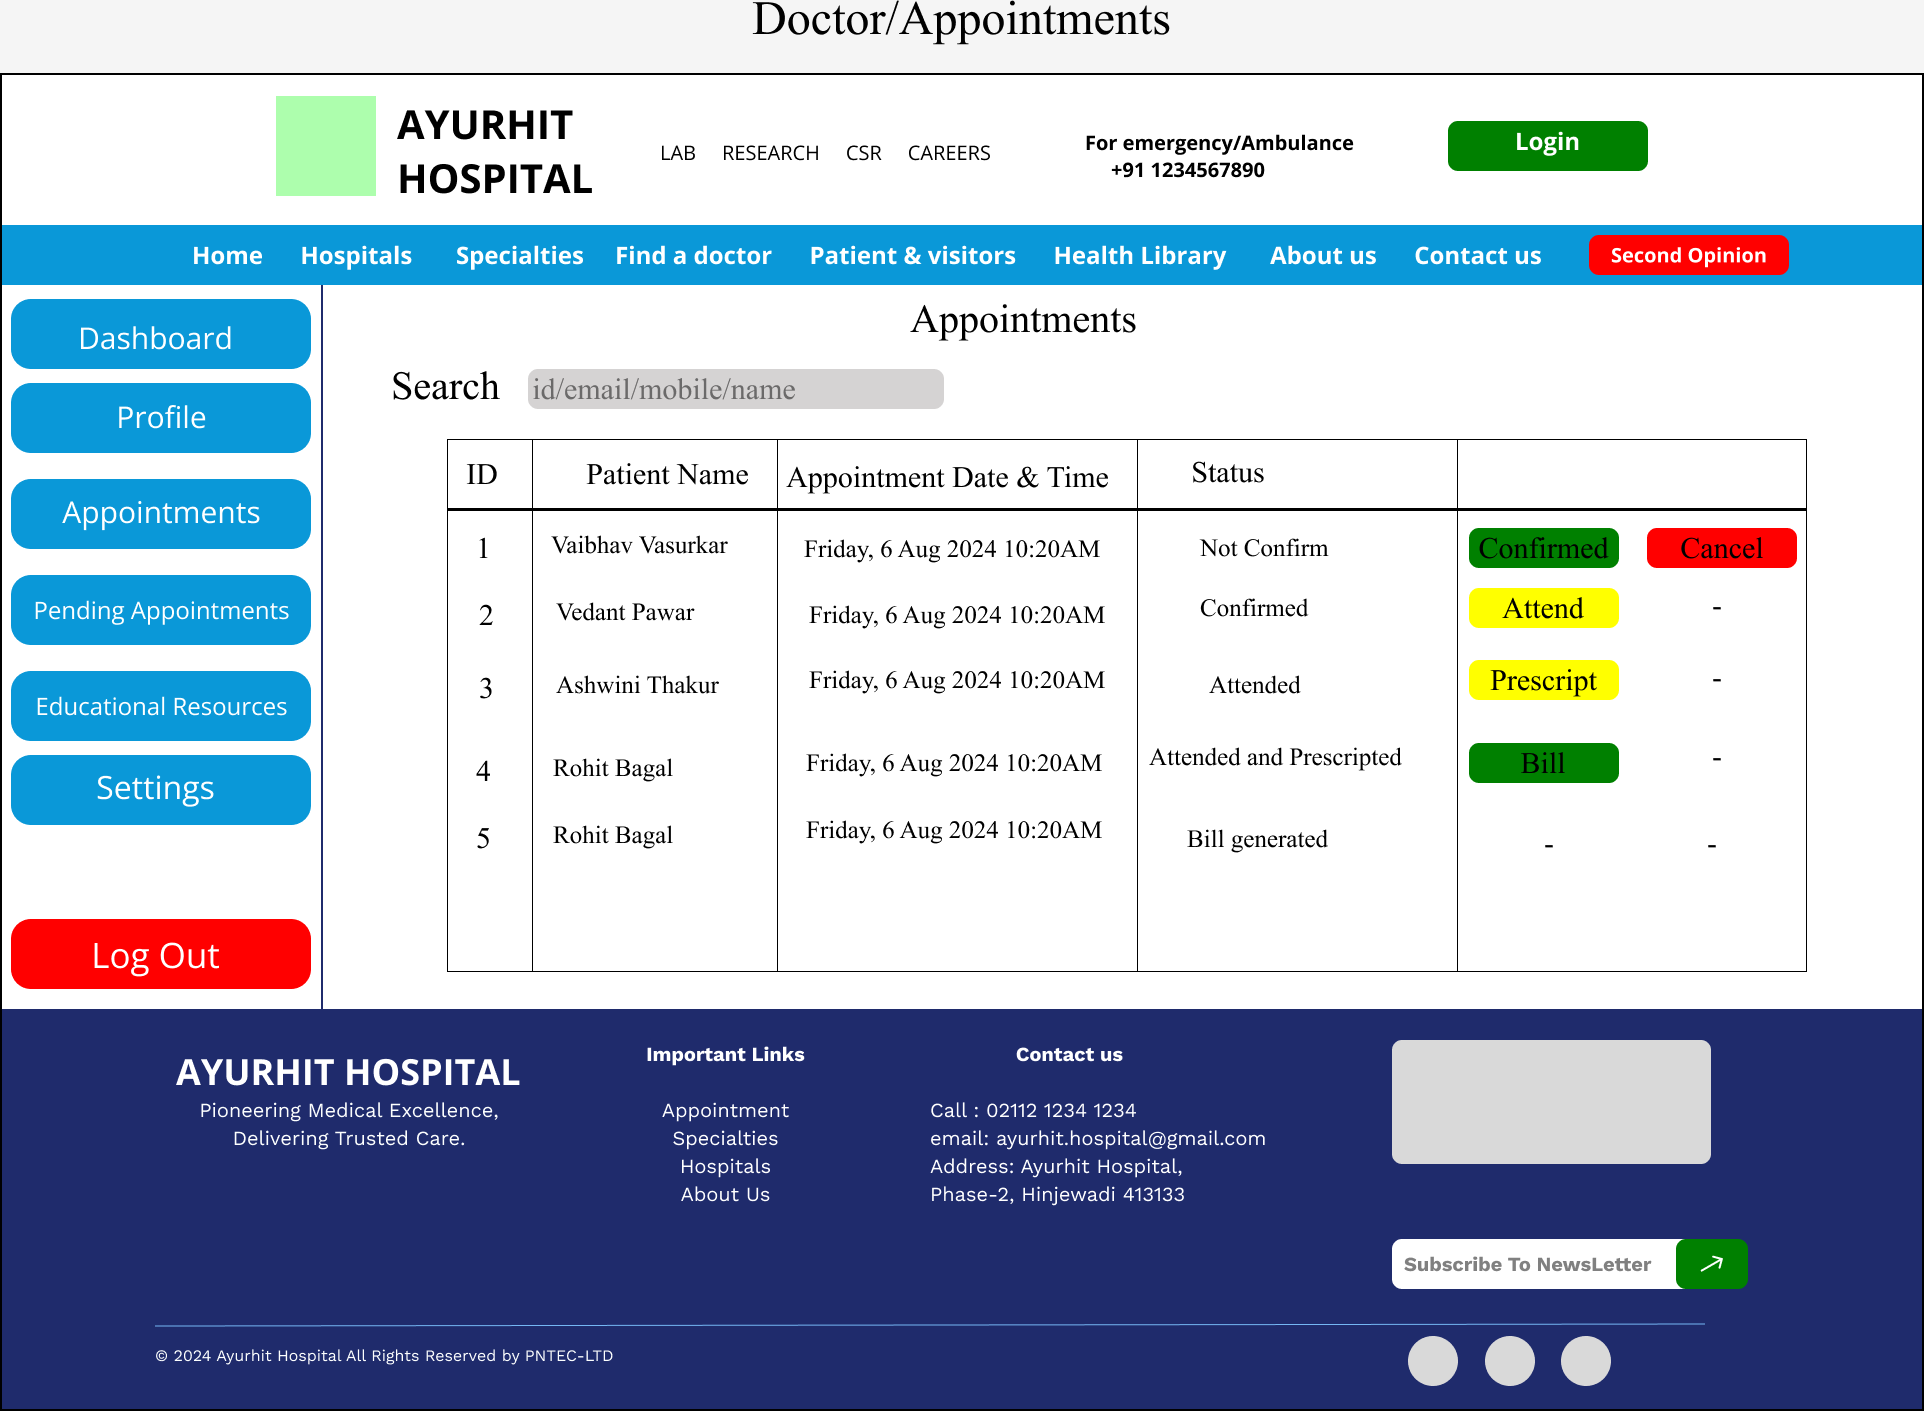 Doctor/Appointments
AYURHIT
HOSPITAL
LAB RESEARCH CSR CAREERS
For emergency/Ambulance
+91 1234567890
Login
Home Hospitals Specialties Find a doctor Patient & visitors Health Library About us Contact us Second Opinion
Dashboard
Profile
Appointments
Pending Appointments
Educational Resources
Settings
Log Out
Appointments
Search id/email/mobile/name
ID Patient Name Appointment Date & Time Status
1 Vaibhav Vasurkar Friday, 6 Aug 2024 10:20AM Not Confirm Confirmed Cancel
2 Vedant Pawar Friday, 6 Aug 2024 10:20AM Confirmed Attend -
3 Ashwini Thakur Friday, 6 Aug 2024 10:20AM Attended Prescript -
4 Rohit Bagal Friday, 6 Aug 2024 10:20AM Attended and Prescripted Bill -
5 Rohit Bagal Friday, 6 Aug 2024 10:20AM Bill generated - -
AYURHIT HOSPITAL
Pioneering Medical Excellence,
Delivering Trusted Care.
Important Links
Appointment
Specialties
Hospitals
About Us
Contact us
Call : 02112 1234 1234
email: ayurhit.hospital@gmail.com
Address: Ayurhit Hospital,
Phase-2, Hinjewadi 413133
Subscribe To NewsLetter
© 2024 Ayurhit Hospital All Rights Reserved by PNTEC-LTD